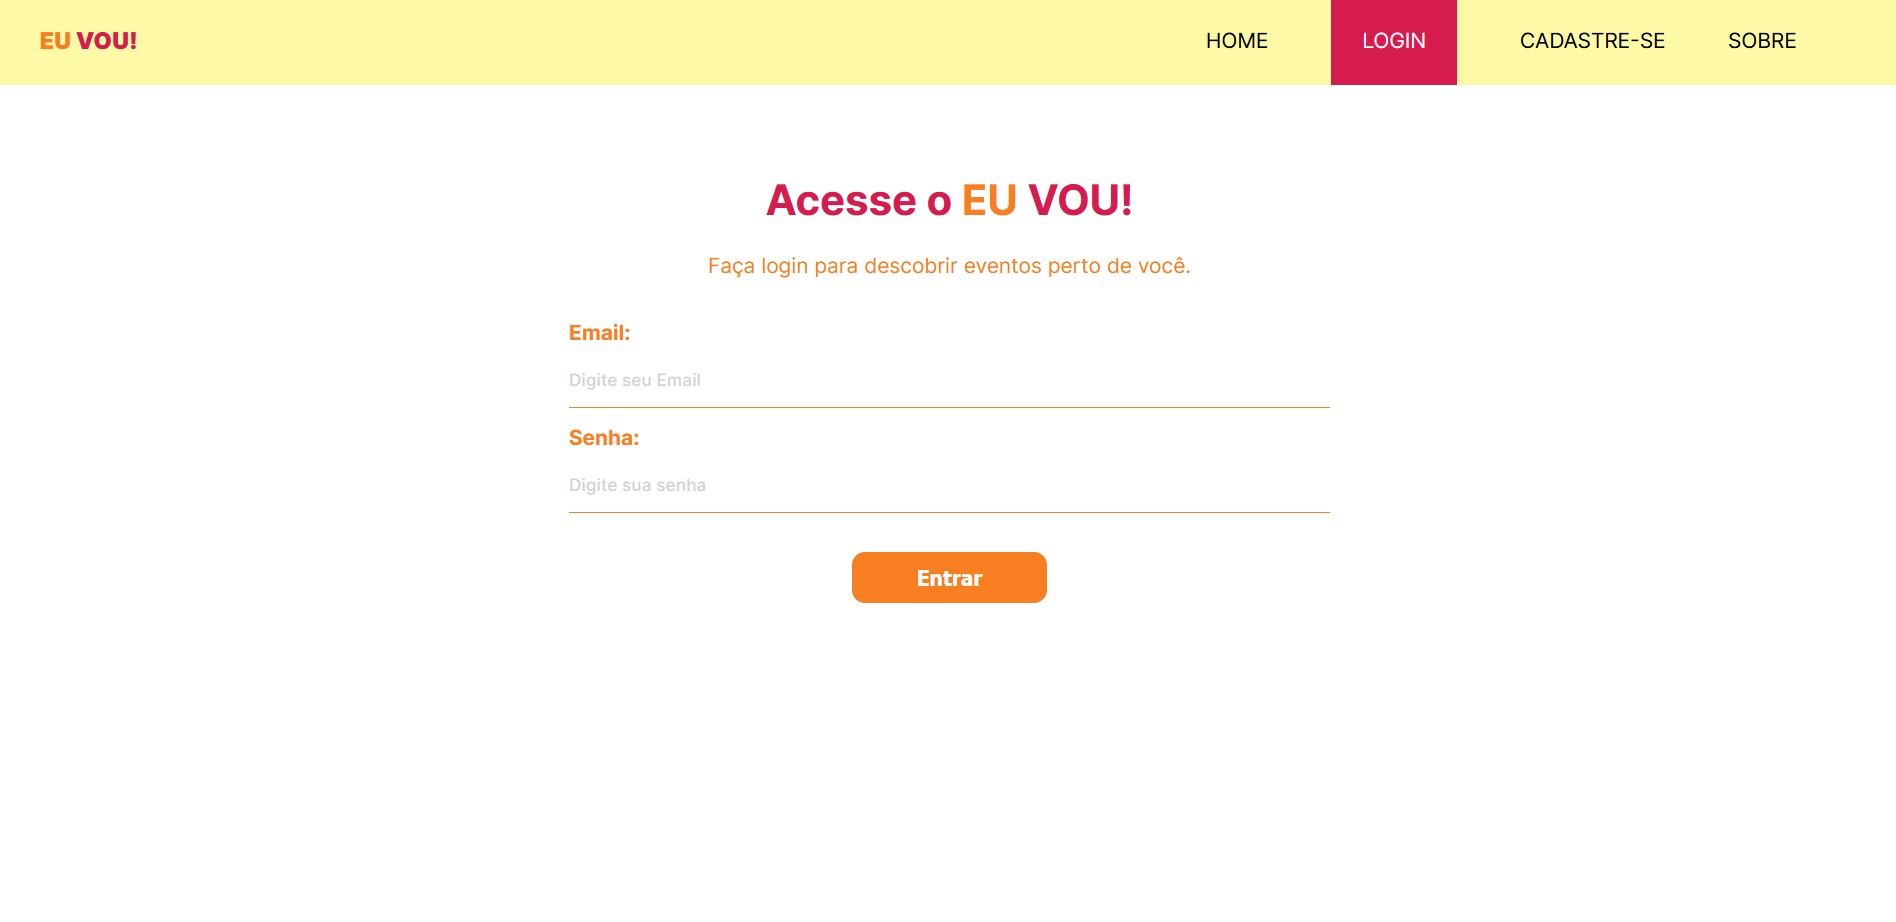 EU VOU! HOME LOGIN CADASTRE-SE SOBRE
Acesse o EU VOU!
Faça login para descobrir eventos perto de você.
Email:
Digite seu Email
Senha:
Digite sua senha
Entrar